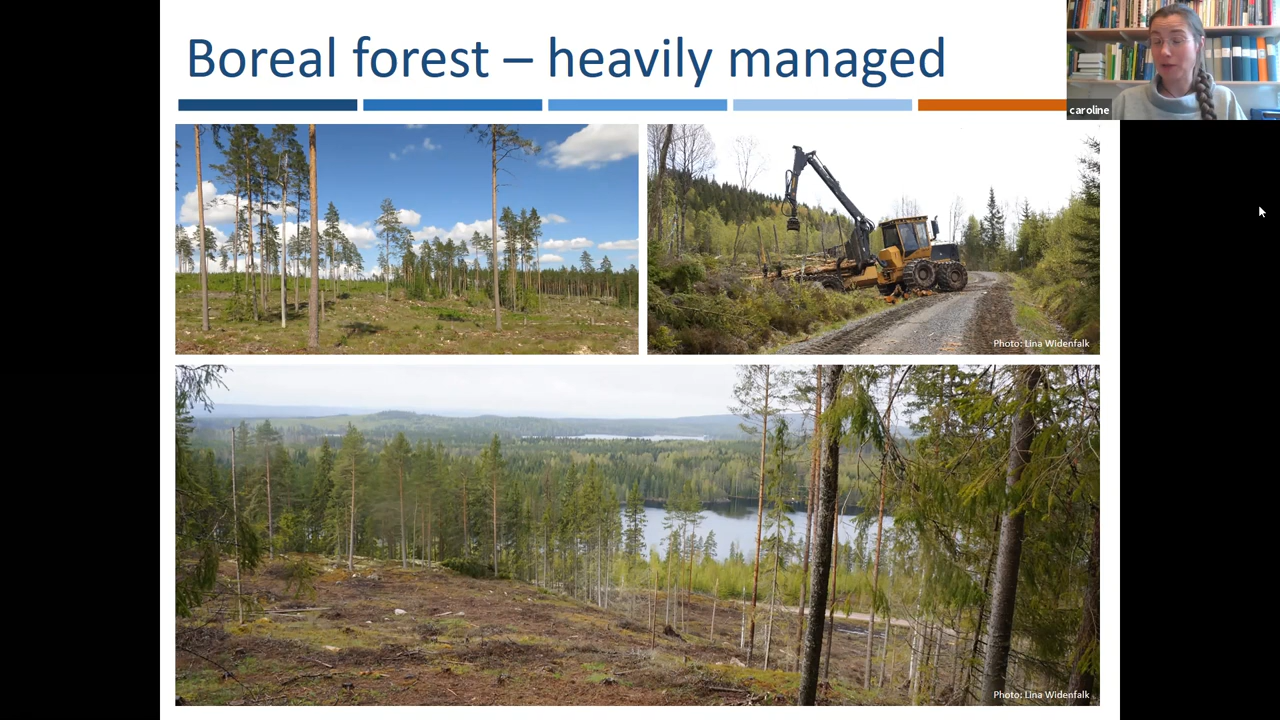 Boreal forest – heavily managed
caroline
Photo: Lina Widenfalk
Photo: Lina Widenfalk